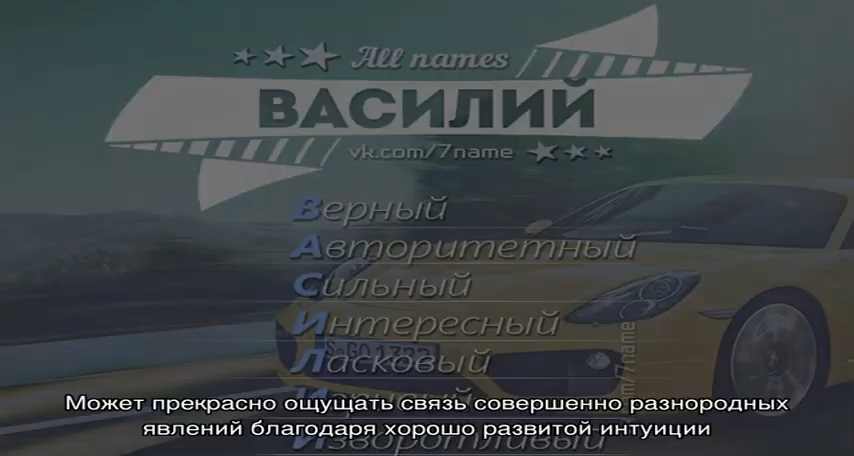 All names
ВАСИЛИЙ
vk.com/7name
Верный
Авторитетный
Сильный
Интересный
Ласковый
Изворотливый
Может прекрасно ощущать связь совершенно разнородных
явлений благодаря хорошо развитой интуиции